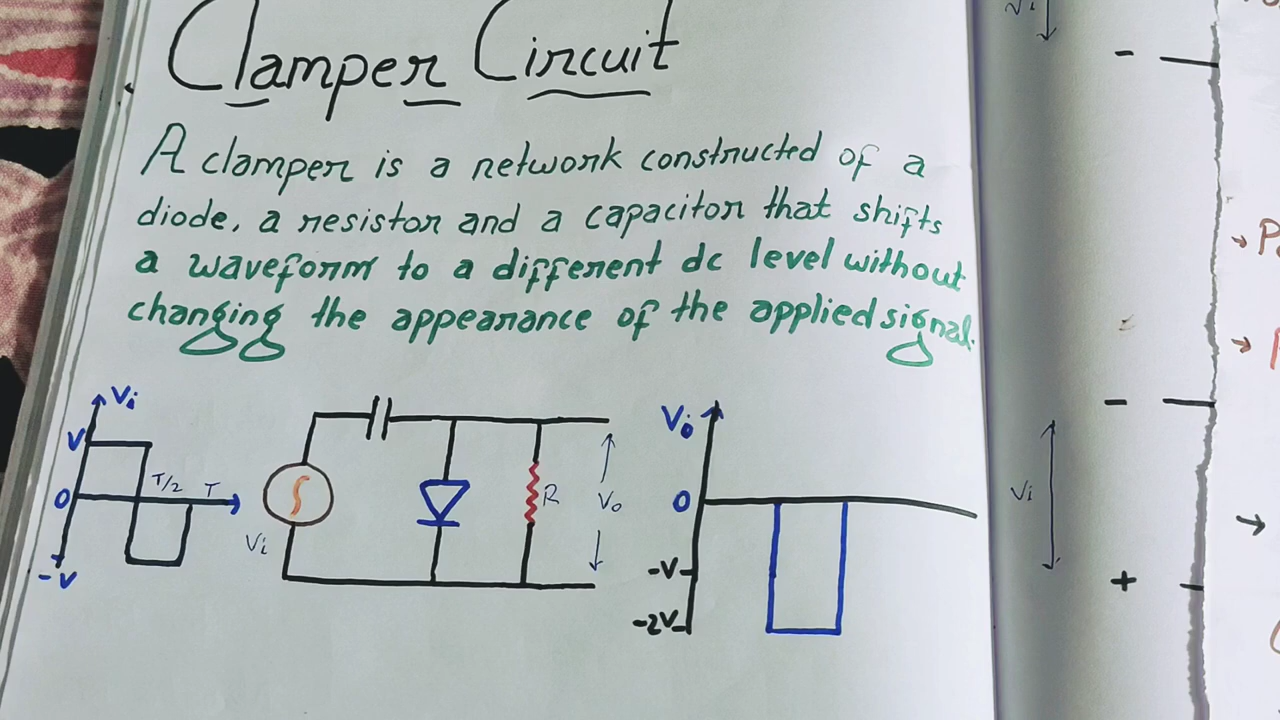 Clamper Circuit
A clamper is a network constructed of a
diode, a resistor and a capacitor that shifts
a waveform to a different dc level without
changing the appearance of the applied signal.
Vi
V
0
T/2 T
-V
Vi
R
Vo
Vo
0
-V
-2V
Vi
-
-
Vi
+